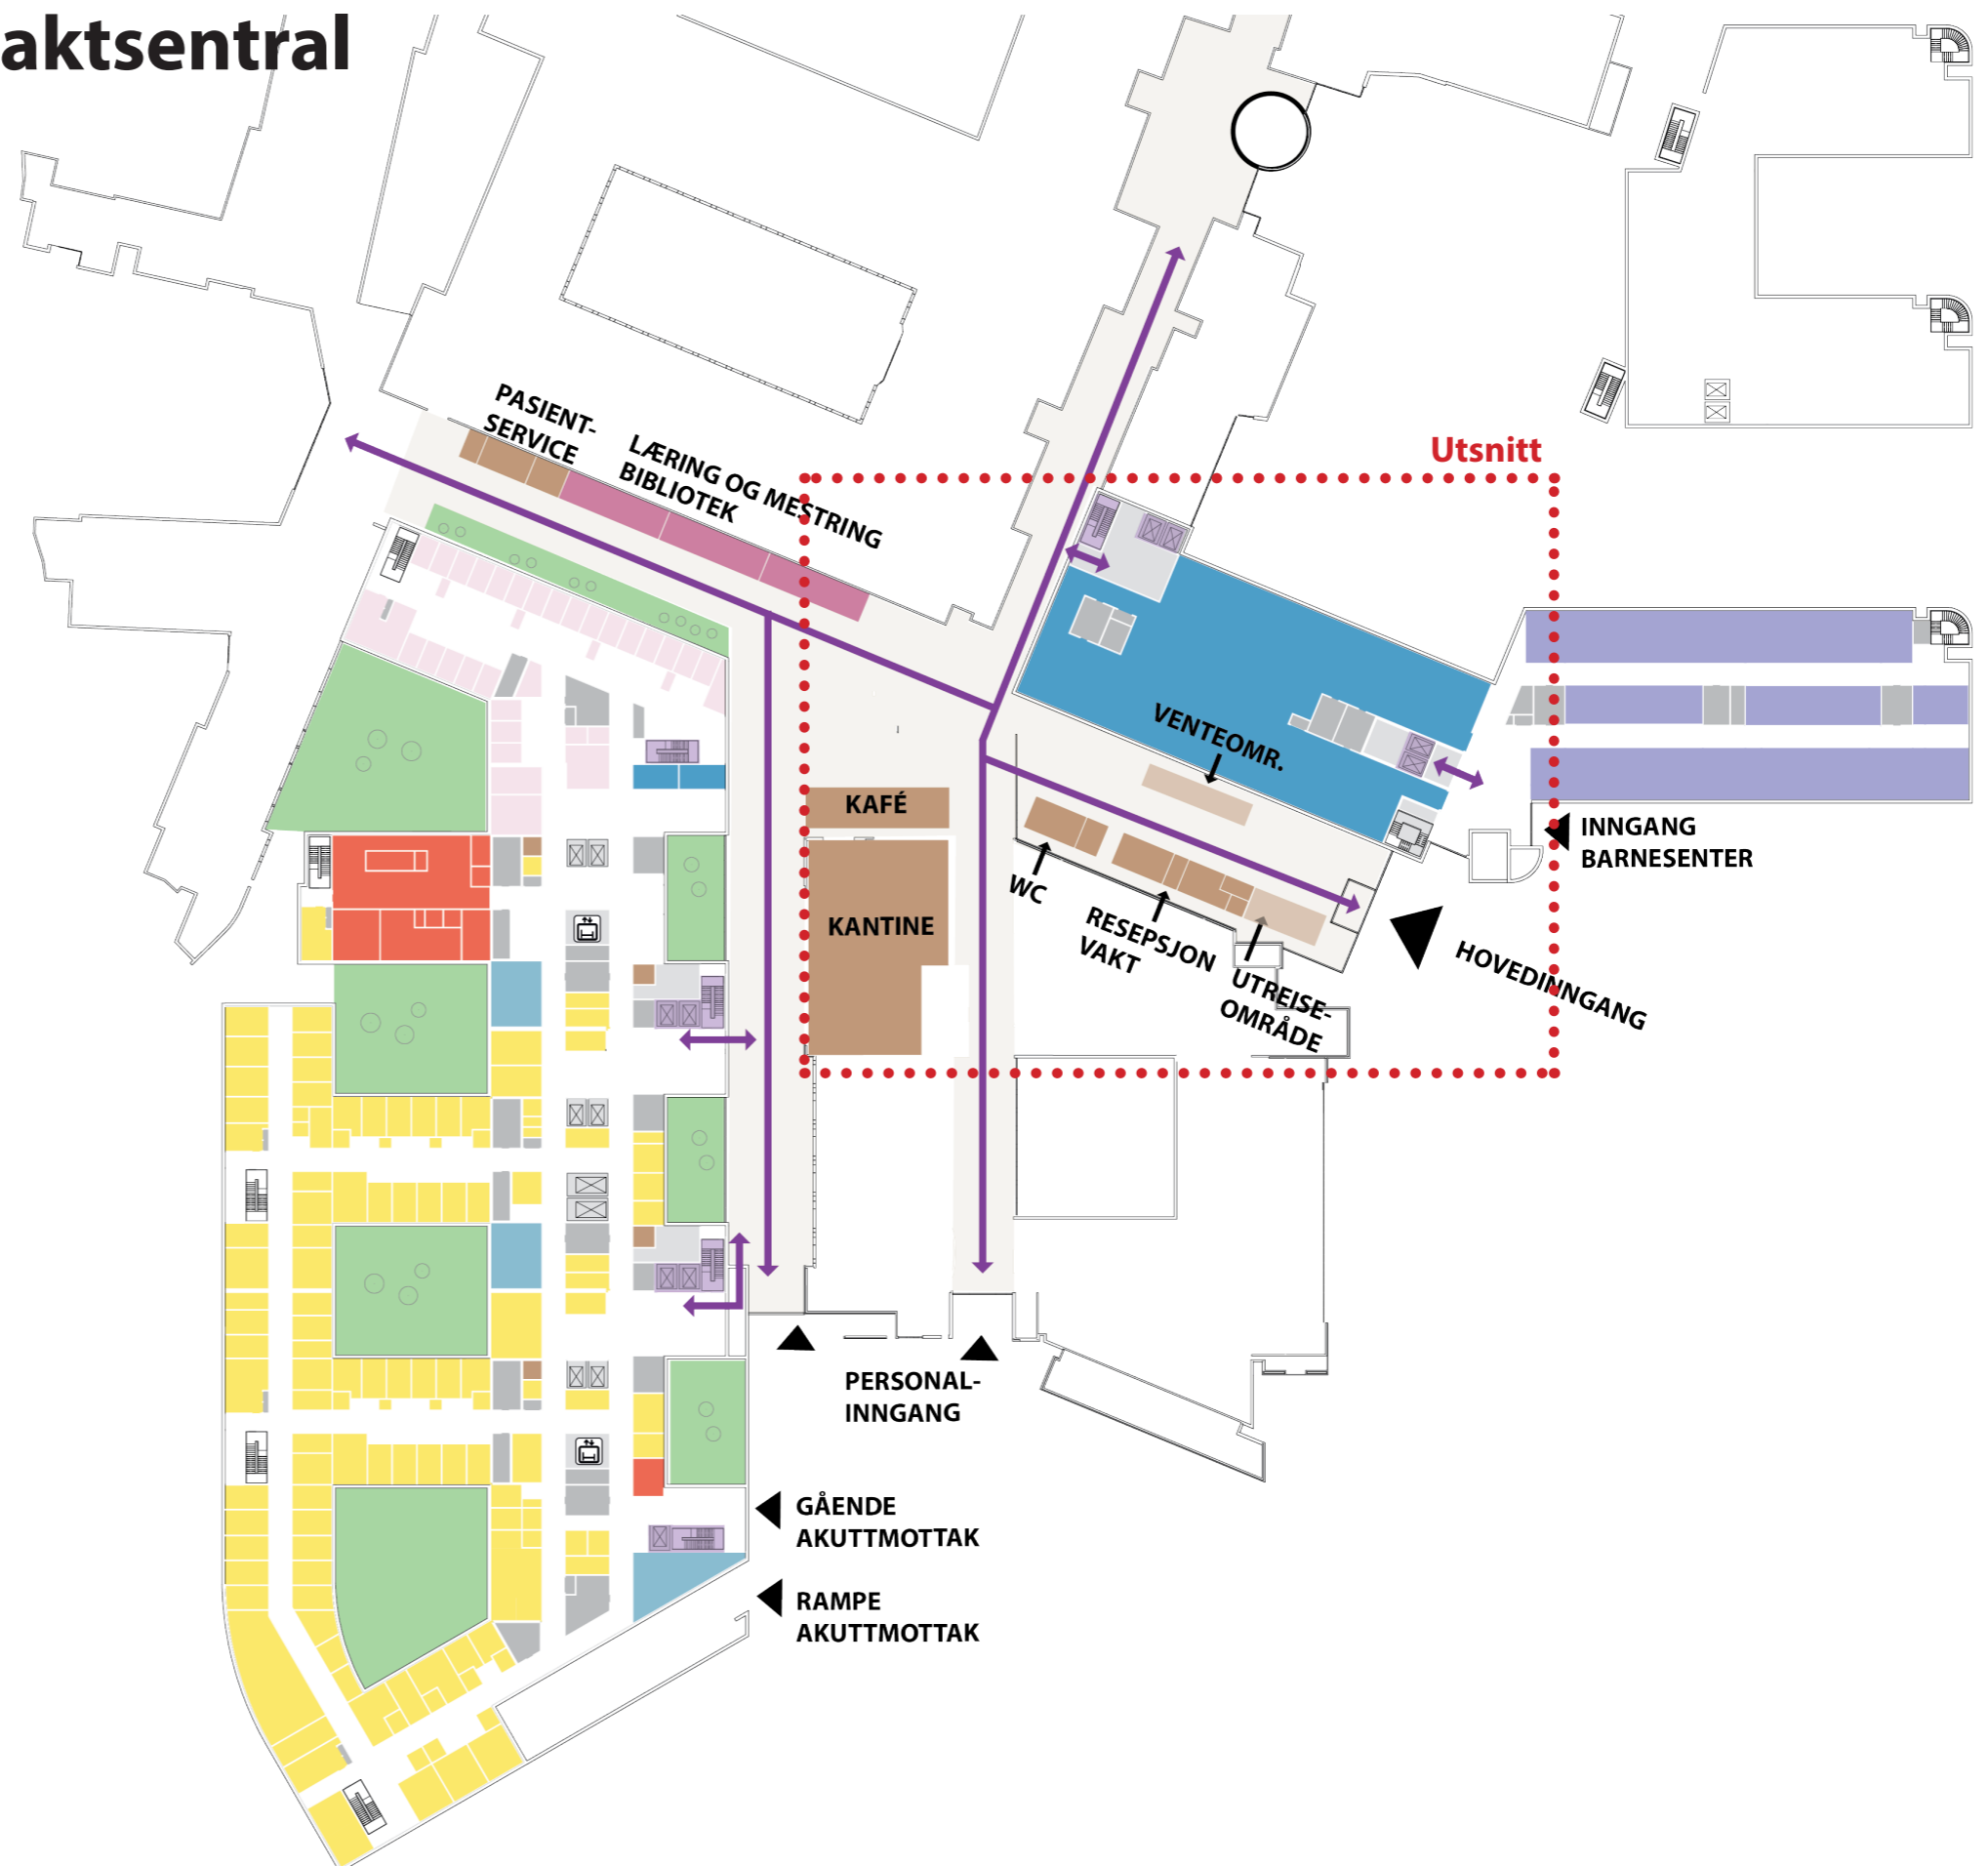 aktsentral
PASIENT-
SERVICE
LÆRING OG MESTRING
BIBLIOTEK
Utsnitt
VENTEOMR.
KAFÉ
INNGANG
BARNESENTER
WC
KANTINE
RESEPSJON
VAKT
HOVEDINNGANG
UTREISE-
OMRÅDE
PERSONAL-
INNGANG
GÅENDE
AKUTTMOTTAK
RAMPE
AKUTTMOTTAK